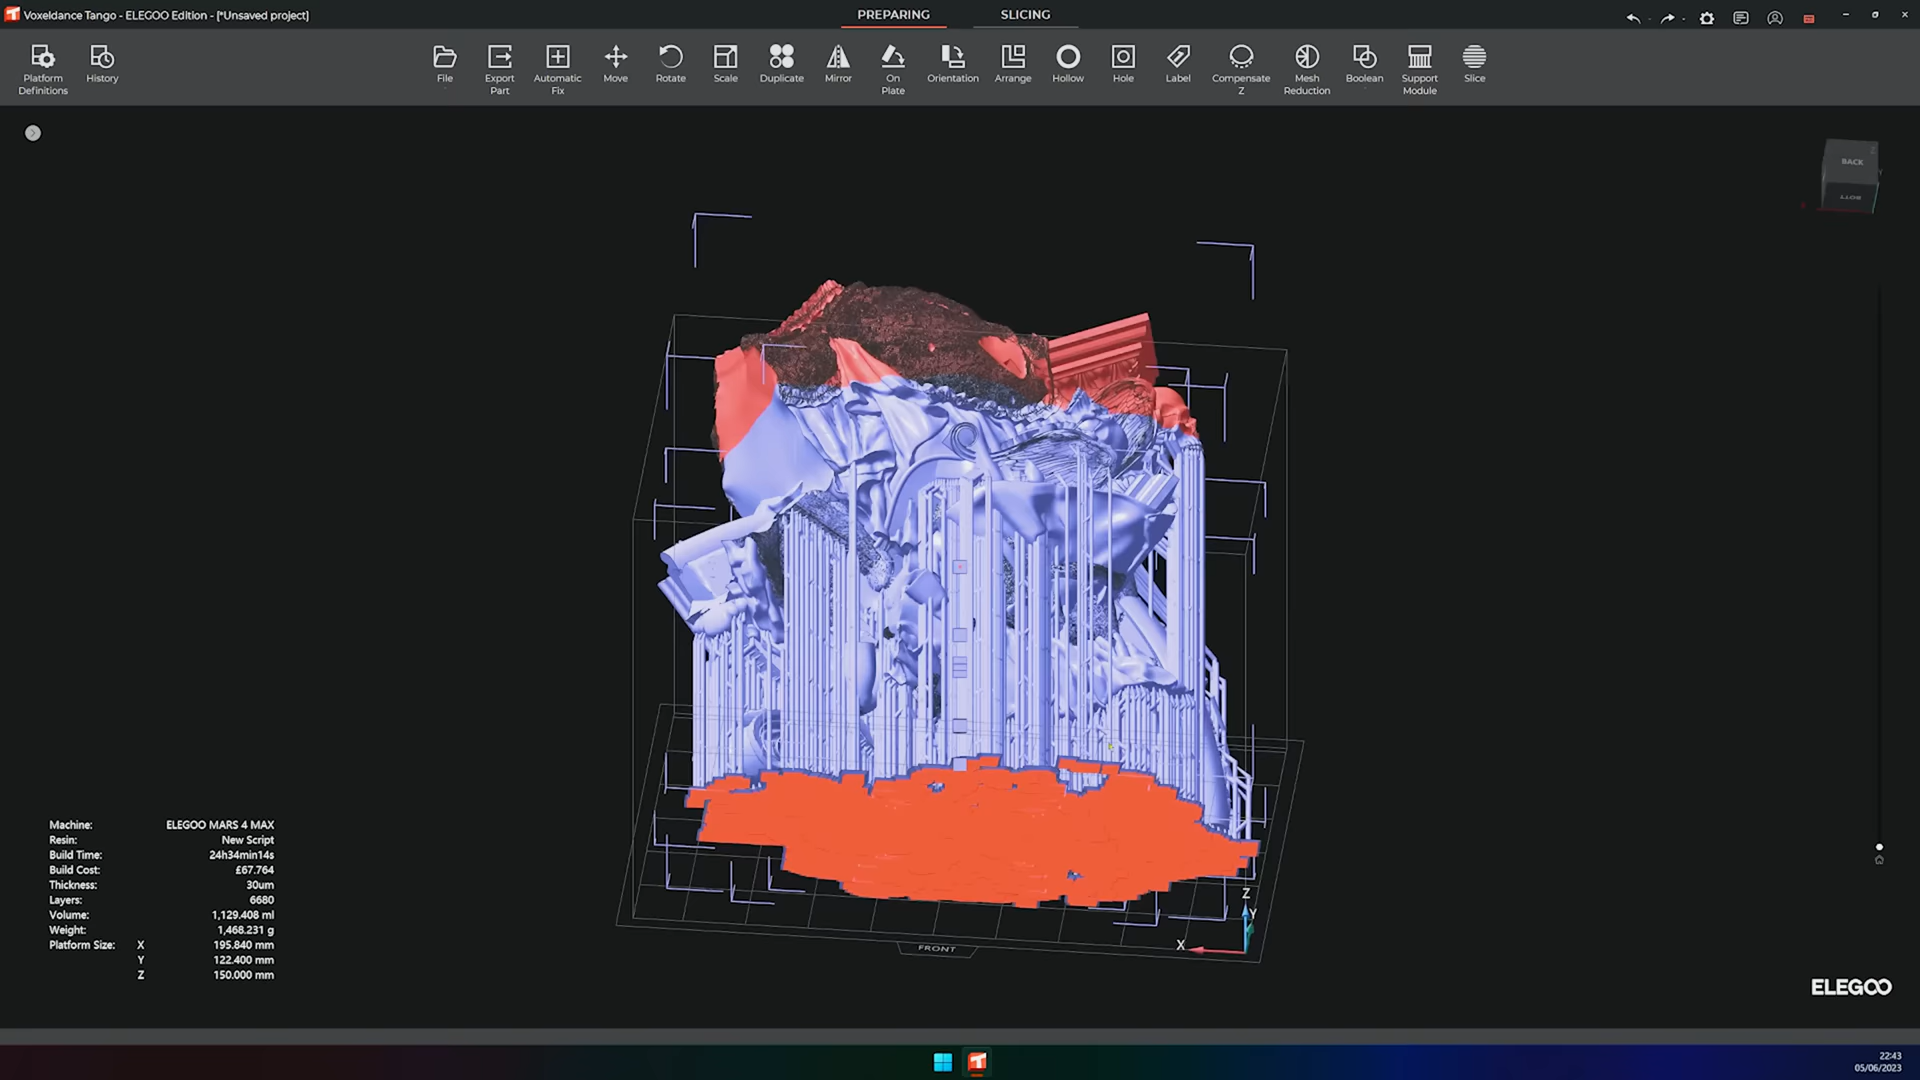 Voxeldance Tango - ELEGOO Edition - [*Unsaved project]
PREPARING
SLICING
Platform
Definitions
History
File
Export
Part
Automatic
Fix
Move
Rotate
Scale
Duplicate
Mirror
On
Plate
Orientation
Arrange
Hollow
Hole
Label
Compensate
Z
Mesh
Reduction
Boolean
Support
Module
Slice
BACK
BOTT
Machine: ELEGOO MARS 4 MAX
Resin: New Script
Build Time: 24h34min14s
Build Cost: £67.764
Thickness: 30um
Layers: 6680
Volume: 1,129.408 ml
Weight: 1,468.231 g
Platform Size: X 195.840 mm
Y 122.400 mm
Z 150.000 mm
Z
Y
X
FRONT
ELEGOO
22:43
05/06/2023